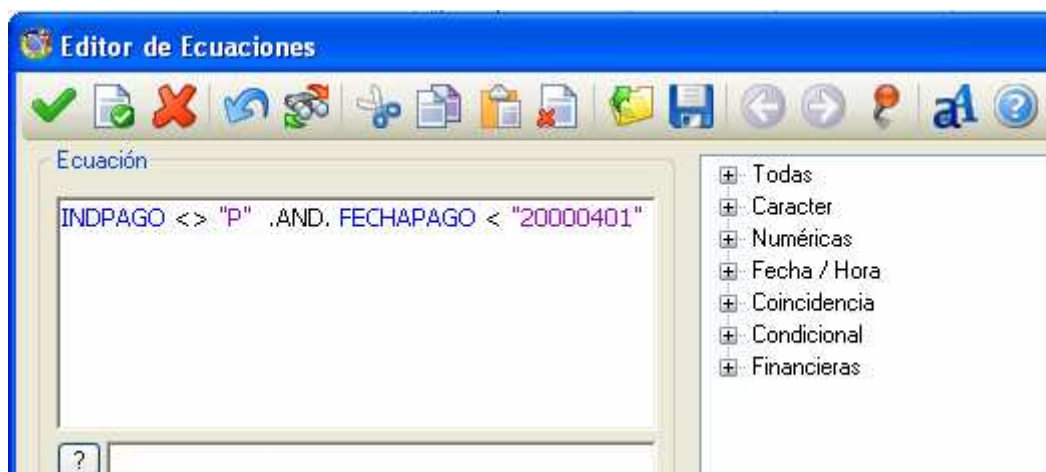 Editor de Ecuaciones
Ecuación
INDPAGO <> "P" .AND. FECHAPAGO < "20000401"
Todas
Caracter
Numéricas
Fecha / Hora
Coincidencia
Condicional
Financieras
?